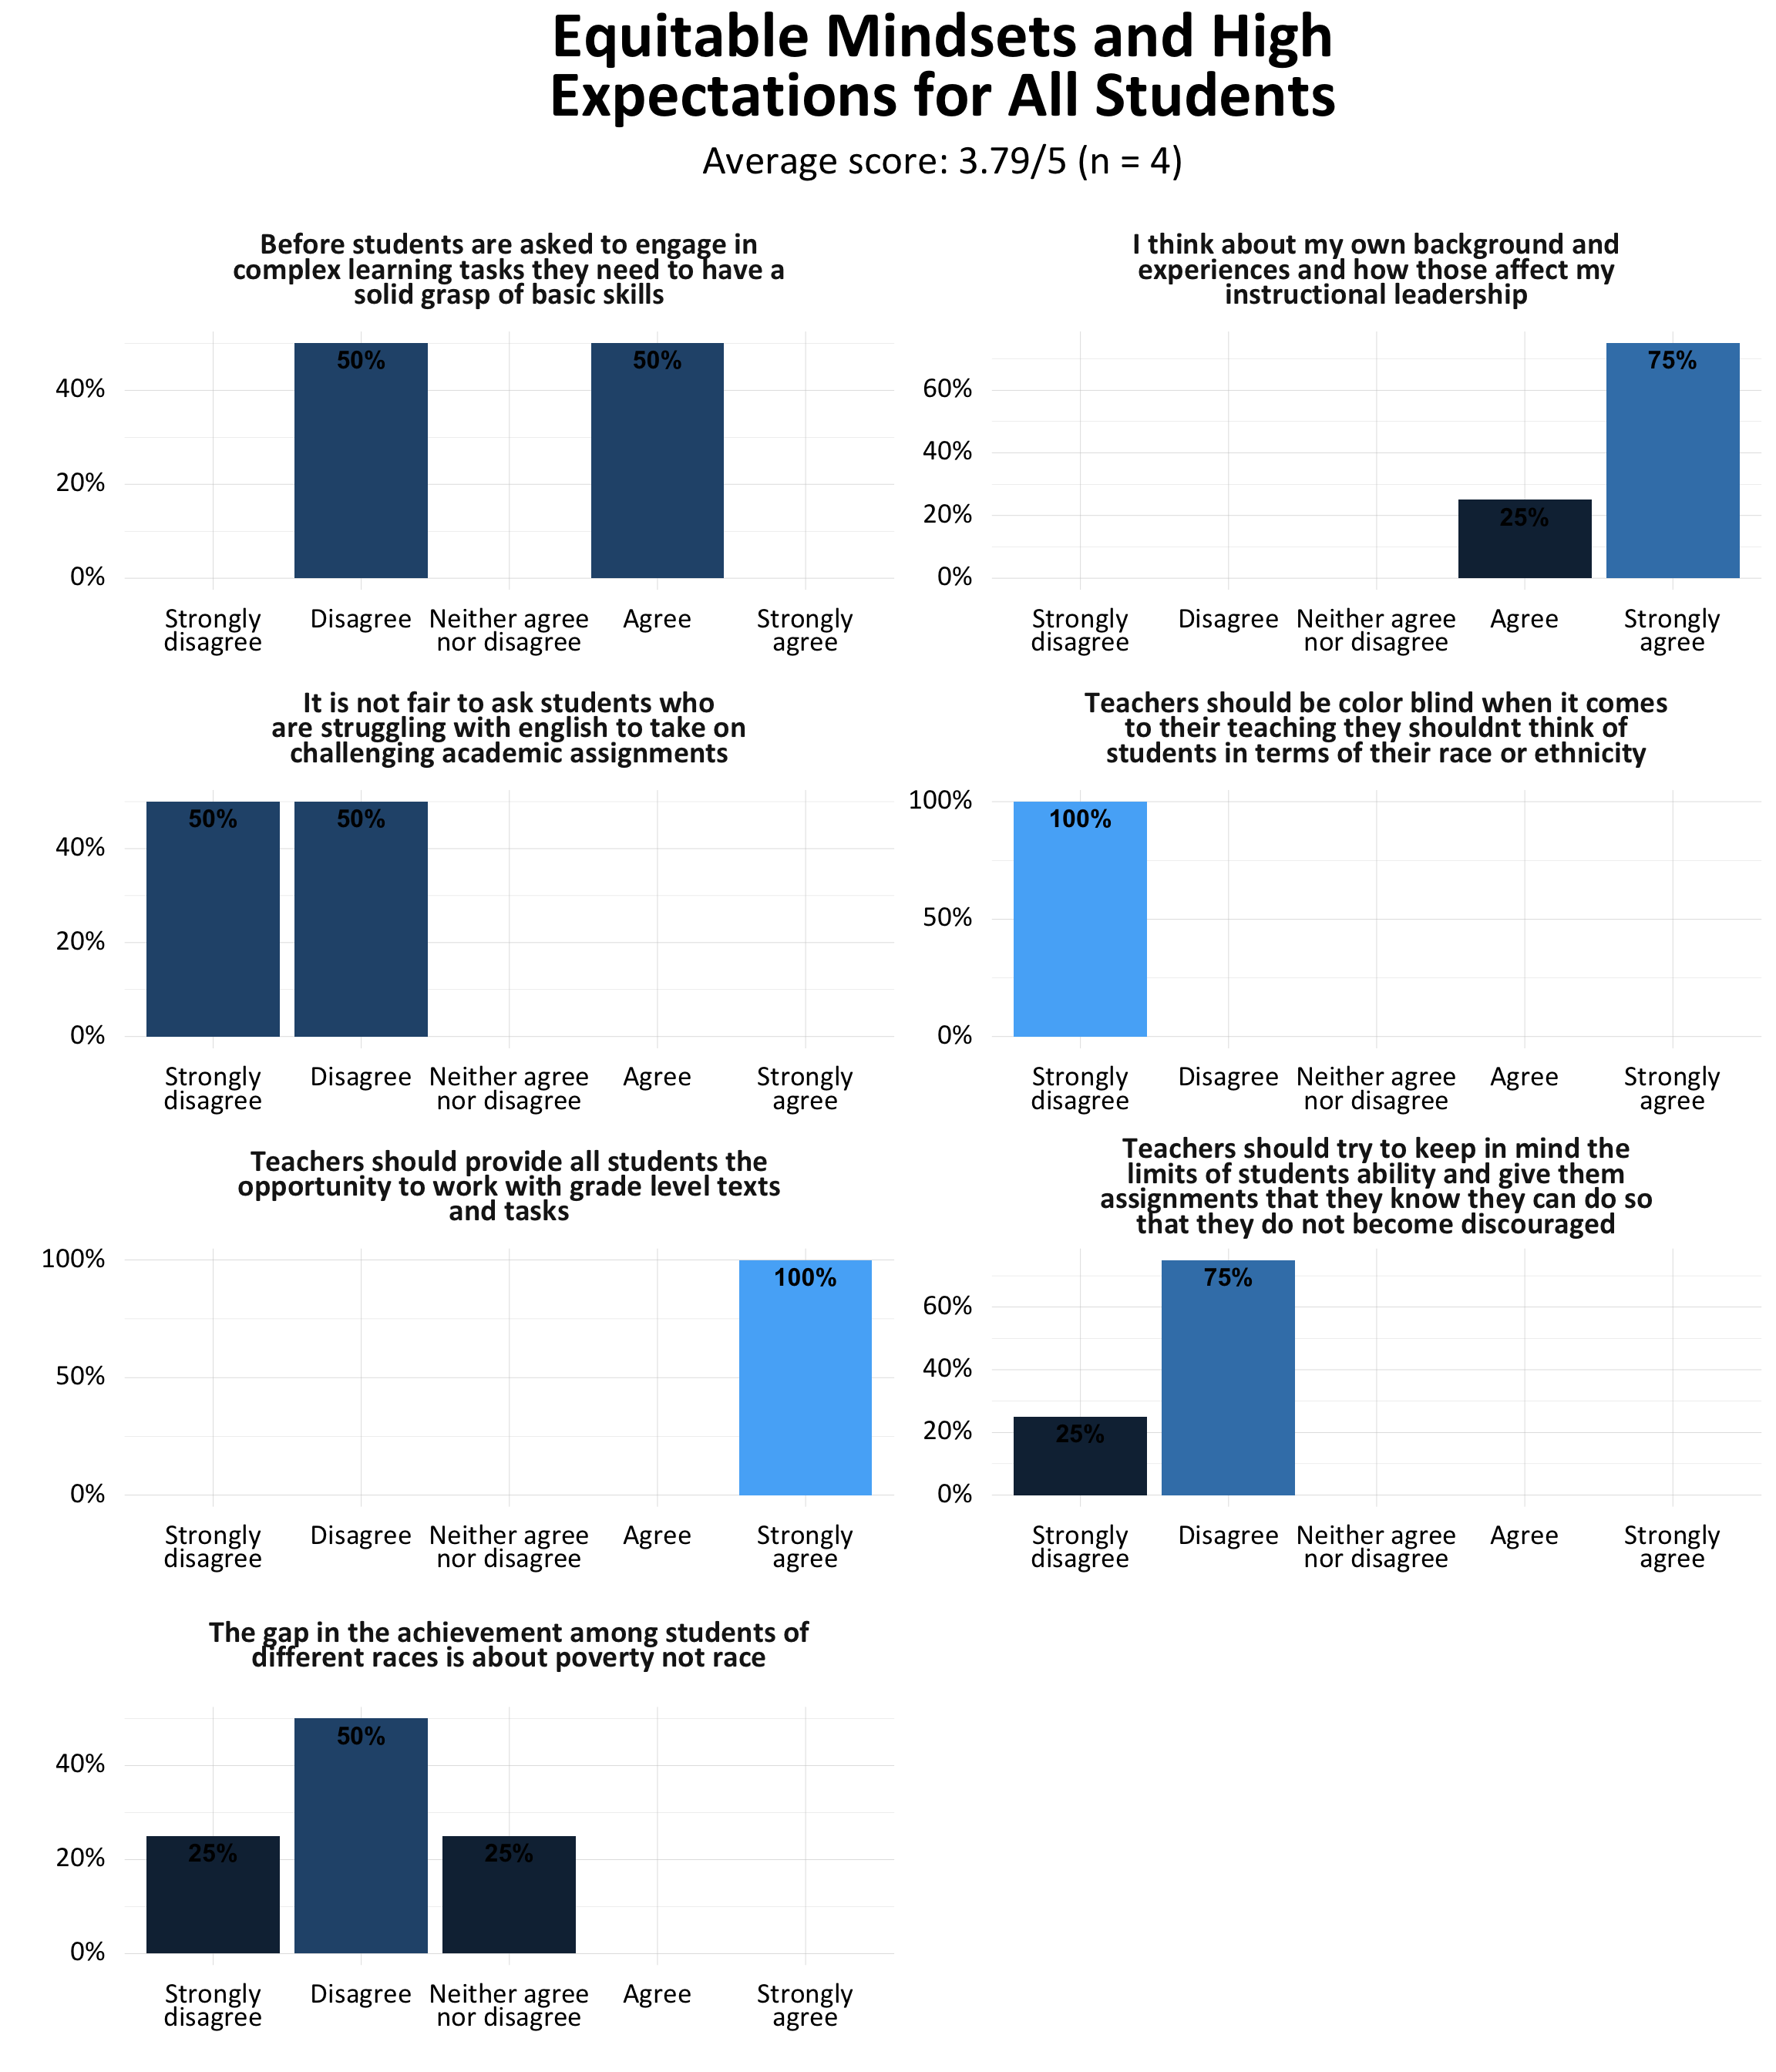 Equitable Mindsets and High
Expectations for All Students
Average score: 3.79/5 (n = 4)
Before students are asked to engage in
complex learning tasks they need to have a
solid grasp of basic skills
50%
50%
40%
20%
0%
Strongly disagree
Disagree
Neither agree nor disagree
Agree
Strongly agree
I think about my own background and
experiences and how those affect my
instructional leadership
75%
60%
40%
25%
20%
0%
Strongly disagree
Disagree
Neither agree nor disagree
Agree
Strongly agree
It is not fair to ask students who
are struggling with english to take on
challenging academic assignments
50%
50%
40%
20%
0%
Strongly disagree
Disagree
Neither agree nor disagree
Agree
Strongly agree
Teachers should be color blind when it comes
to their teaching they shouldnt think of
students in terms of their race or ethnicity
100%
100%
50%
0%
Strongly disagree
Disagree
Neither agree nor disagree
Agree
Strongly agree
Teachers should provide all students the
opportunity to work with grade level texts
and tasks
100%
100%
50%
0%
Strongly disagree
Disagree
Neither agree nor disagree
Agree
Strongly agree
Teachers should try to keep in mind the
limits of students ability and give them
assignments that they know they can do so
that they do not become discouraged
75%
60%
40%
25%
20%
0%
Strongly disagree
Disagree
Neither agree nor disagree
Agree
Strongly agree
The gap in the achievement among students of
different races is about poverty not race
50%
40%
25%
25%
20%
0%
Strongly disagree
Disagree
Neither agree nor disagree
Agree
Strongly agree